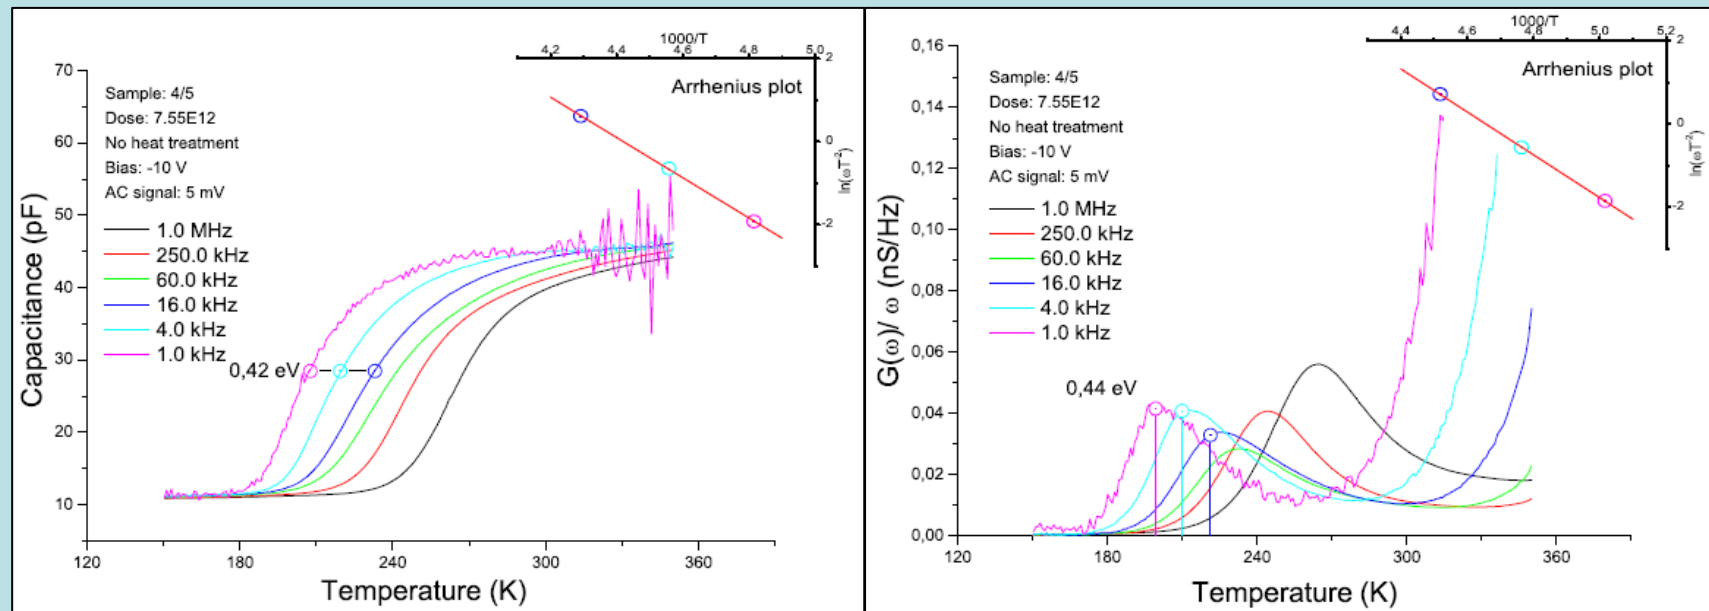 1000/T
4,2 4,4 4,6 4,8 5,0
2
0
-2
ln(ωT⁻²)
Arrhenius plot
Sample: 4/5
Dose: 7.55E12
No heat treatment
Bias: -10 V
AC signal: 5 mV
1.0 MHz
250.0 kHz
60.0 kHz
16.0 kHz
4.0 kHz
1.0 kHz
0,42 eV
Capacitance (pF)
70
60
50
40
30
20
10
120 180 240 300 360
Temperature (K)
1000/T
4,4 4,6 4,8 5,0 5,2
2
0
-2
ln(ωT⁻²)
Arrhenius plot
Sample: 4/5
Dose: 7.55E12
No heat treatment
Bias: -10 V
AC signal: 5 mV
1.0 MHz
250.0 kHz
60.0 kHz
16.0 kHz
4.0 kHz
1.0 kHz
0,44 eV
G(ω)/ ω (nS/Hz)
0,16
0,14
0,12
0,10
0,08
0,06
0,04
0,02
0,00
120 180 240 300 360
Temperature (K)